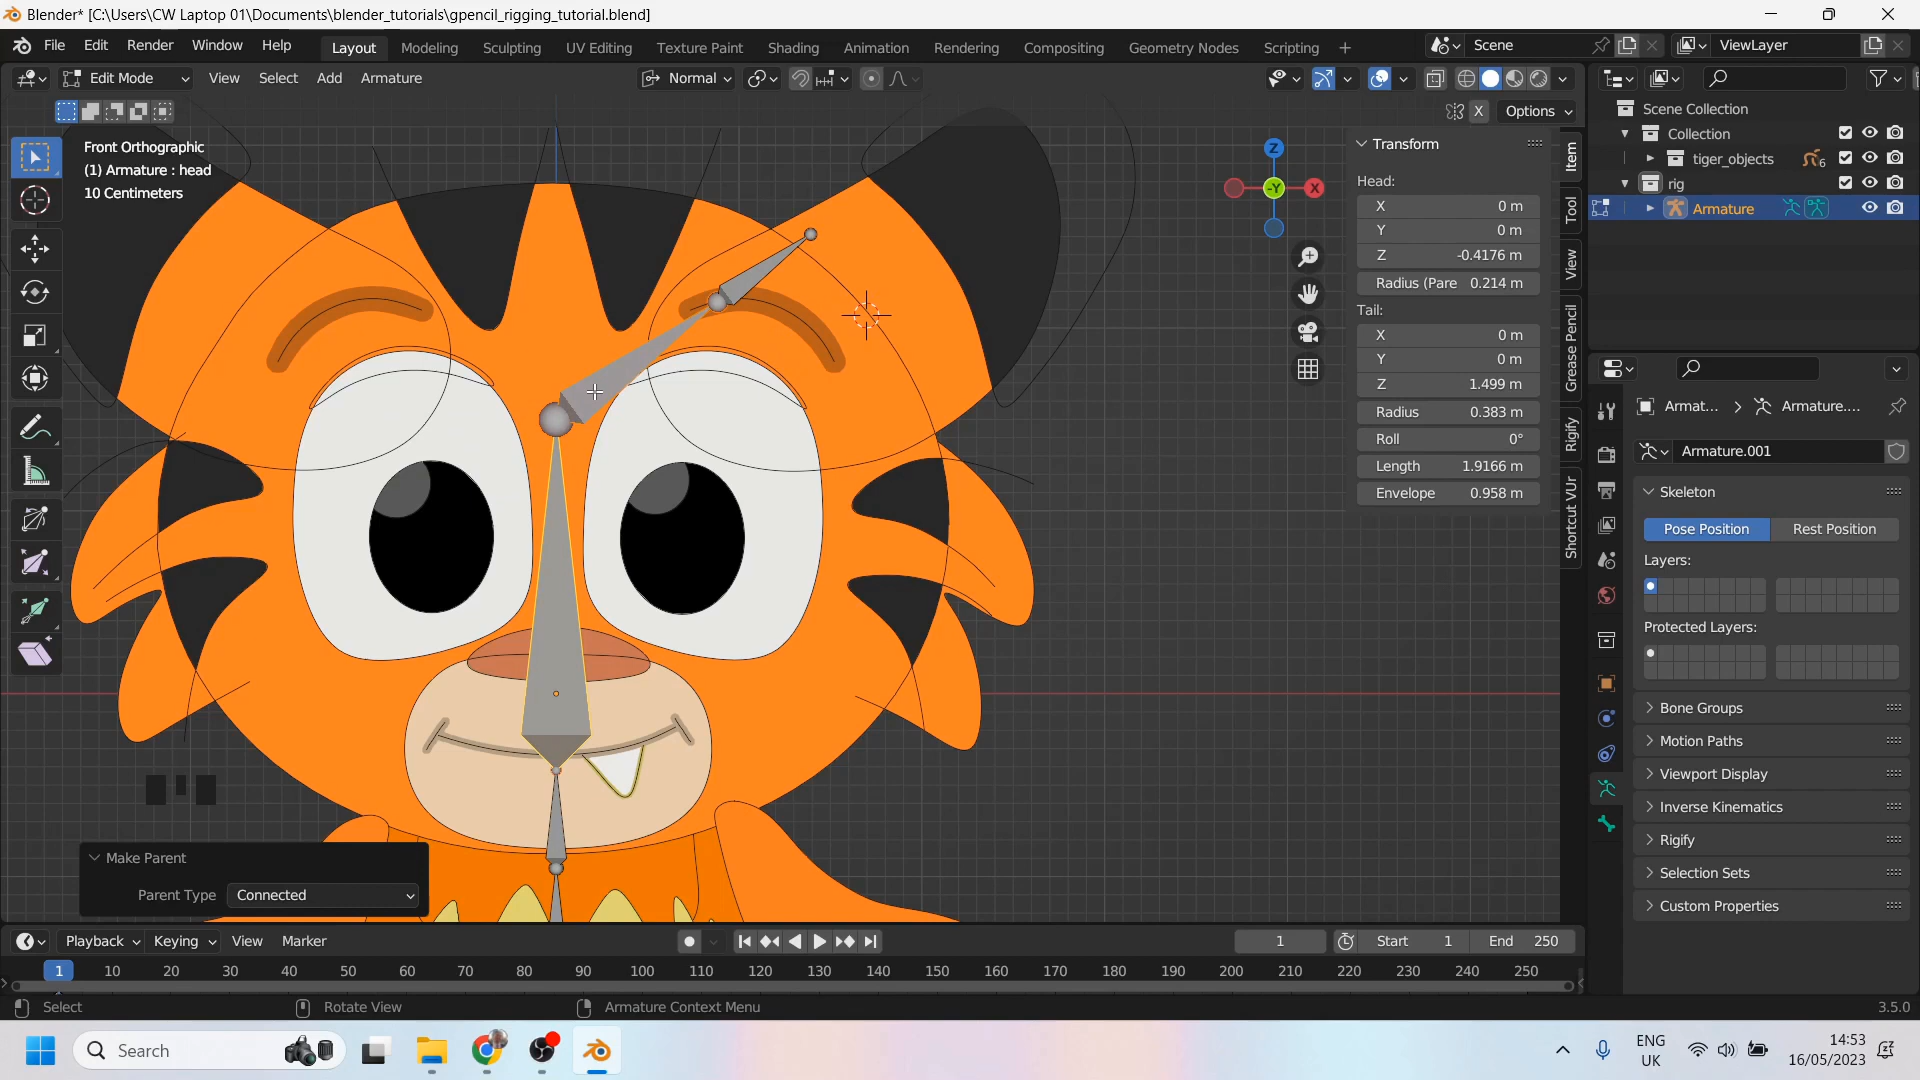 Blender* [C:\Users\CW Laptop 01\Documents\blender_tutorials\gpencil_rigging_tutorial.blend]
File Edit Render Window Help Layout Modeling Sculpting UV Editing Texture Paint Shading Animation Rendering Compositing Geometry Nodes Scripting + Scene ViewLayer
Edit Mode View Select Add Armature Normal
X Options
Front Orthographic
(1) Armature : head
10 Centimeters
Z
-Y
X
Transform
Head:
X 0 m
Y 0 m
Z -0.4176 m
Radius (Pare 0.214 m
Tail:
X 0 m
Y 0 m
Z 1.499 m
Radius 0.383 m
Roll 0°
Length 1.9166 m
Envelope 0.958 m
Item
Tool
View
Grease Pencil
Rigify
Shortcut VUr
Scene Collection
Collection
tiger_objects 6
rig
Armature
Armat... Armature....
Armature.001
Skeleton
Pose Position Rest Position
Layers:
Protected Layers:
Bone Groups
Motion Paths
Viewport Display
Inverse Kinematics
Rigify
Selection Sets
Custom Properties
Make Parent
Parent Type Connected
Playback Keying View Marker 1 Start 1 End 250
1 10 20 30 40 50 60 70 80 90 100 110 120 130 140 150 160 170 180 190 200 210 220 230 240 250
Select Rotate View Armature Context Menu 3.5.0
Search
ENG
UK
14:53
16/05/2023